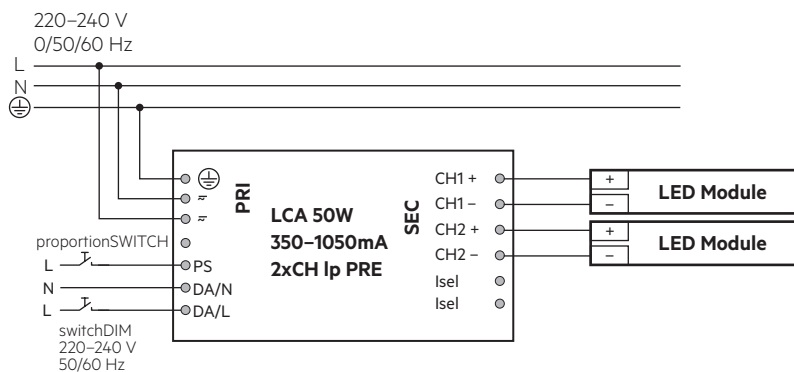 220–240 V
0/50/60 Hz
L
N
PRI
SEC
LCA 50W
350–1050mA
2xCH lp PRE
CH1 +
CH1 –
CH2 +
CH2 –
Isel
Isel
+
–
LED Module
+
–
LED Module
proportionSWITCH
L
PS
N
DA/N
L
DA/L
switchDIM
220–240 V
50/60 Hz